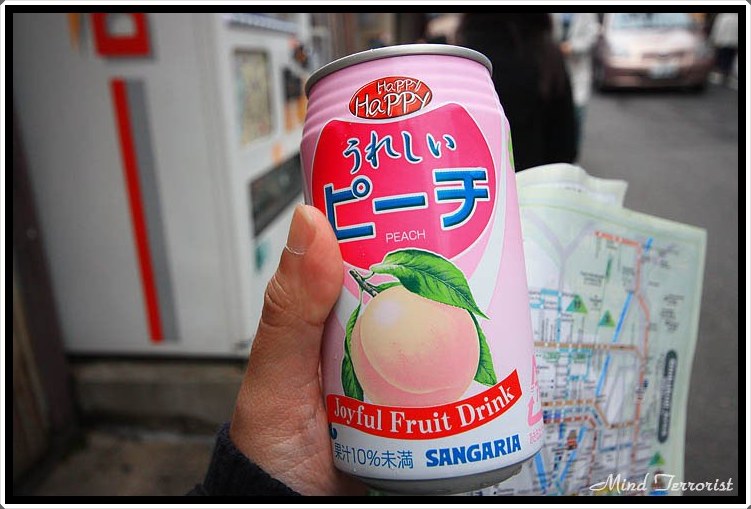 HAPPY
HAPPY
うれしい
ピーチ
PEACH
Joyful Fruit Drink
果汁10%未満
SANGARIA
Mind Terrorist